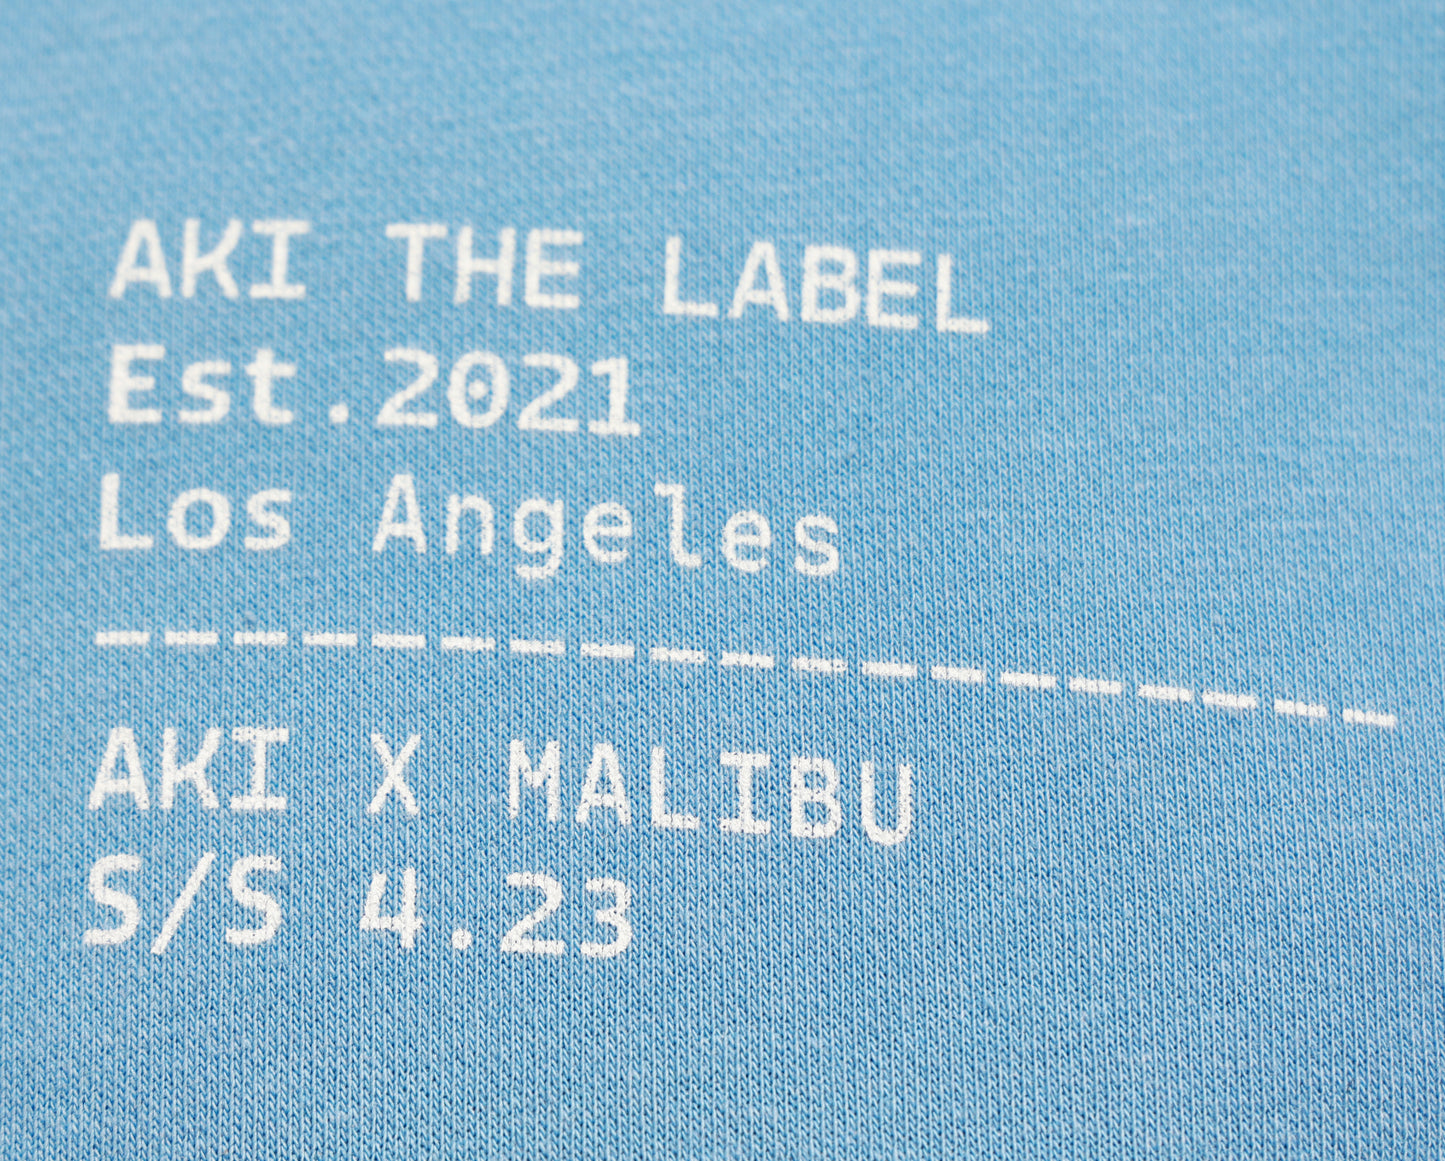 AKI THE LABEL
Est.2021
Los Angeles
-------------------
AKI X MALIBU
S/S 4.23